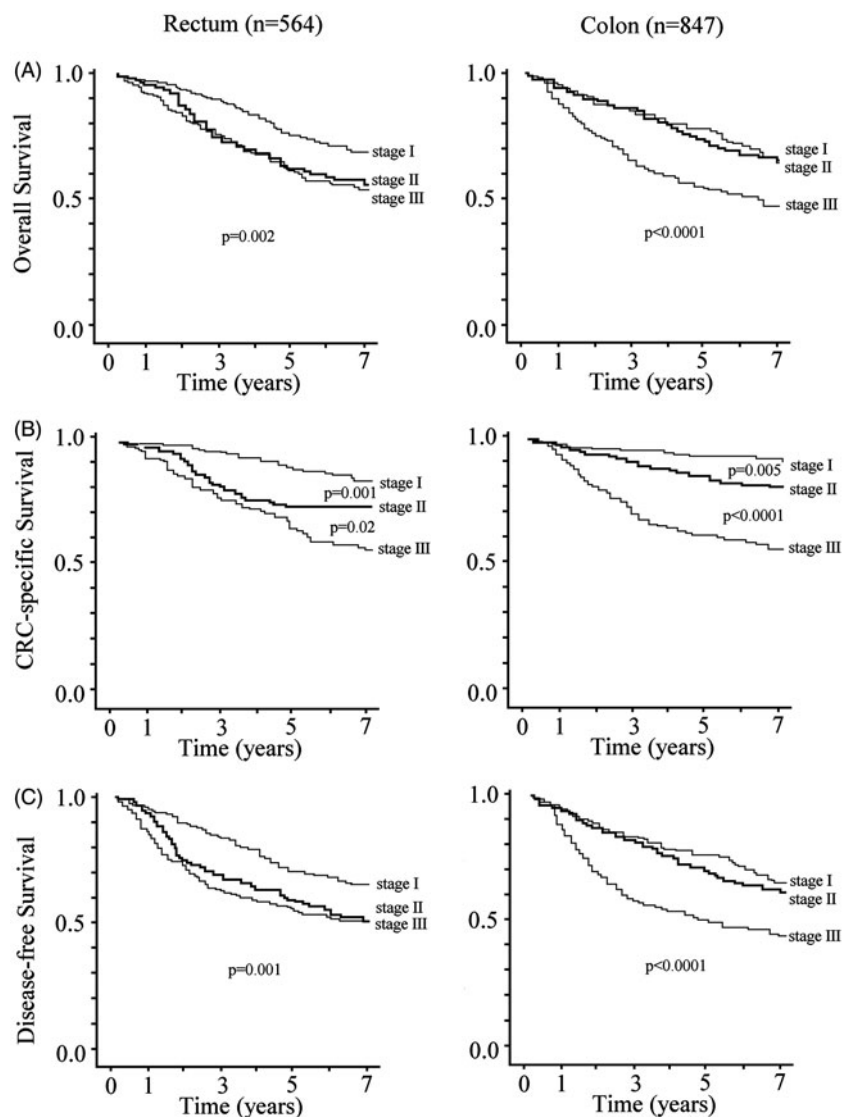 Rectum (n=564)
Colon (n=847)
(A)
Overall Survival
1.0
0.5
0.0
stage I
stage II
stage III
p=0.002
0 1 3 5 7
Time (years)
1.0
0.5
0.0
stage I
stage II
stage III
p<0.0001
0 1 3 5 7
Time (years)
(B)
CRC-specific Survival
1.0
0.5
0.0
stage I
p=0.001
stage II
p=0.02
stage III
0 1 3 5 7
Time (years)
1.0
0.5
0.0
p=0.005
stage I
stage II
p<0.0001
stage III
0 1 3 5 7
Time (years)
(C)
Disease-free Survival
1.0
0.5
0.0
stage I
stage II
stage III
p=0.001
0 1 3 5 7
Time (years)
1.0
0.5
0.0
stage I
stage II
stage III
p<0.0001
0 1 3 5 7
Time (years)